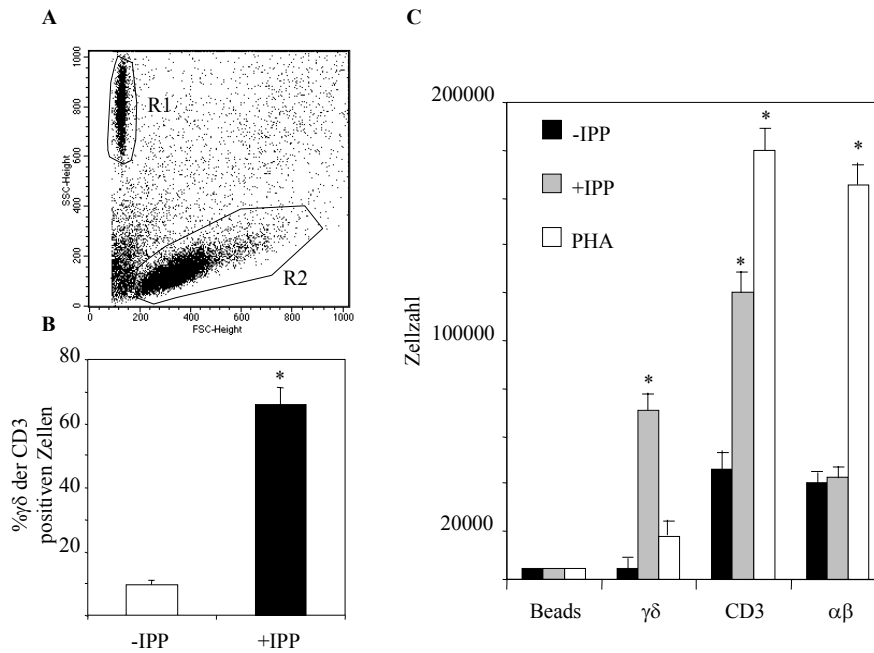 A
1000
800
600
400
200
0
SSC-Height
R1
R2
0 200 400 600 800 1000
FSC-Height
B
80
60
40
20
%γδ der CD3
positiven Zellen
*
-IPP +IPP
C
200000
100000
20000
Zellzahl
-IPP
+IPP
PHA
*
*
*
*
Beads γδ CD3 αβ